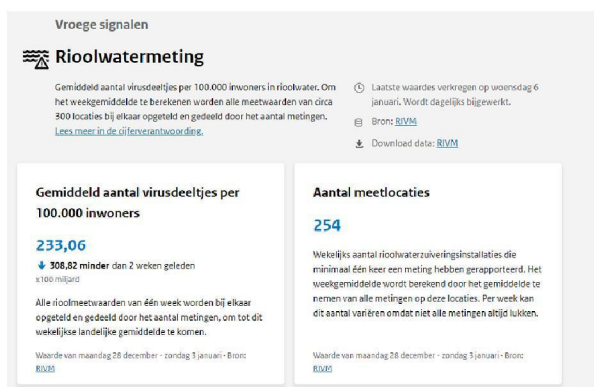 Vroege signalen
Rioolwatermeting
Gemiddeld aantal virusdeeltjes per 100.000 inwoners in rioolwater. Om
het weekgemiddelde te berekenen worden alle meetwaarden van circa
300 locaties bij elkaar opgeteld en gedeeld door het aantal metingen.
Lees meer in de cijferverantwoording.
Laatste waardes verkregen op woensdag 6
januari. Wordt dagelijks bijgewerkt.
Bron: RIVM
Download data: RIVM
Gemiddeld aantal virusdeeltjes per
100.000 inwoners
233,06
308,82 minder dan 2 weken geleden
x100 miljard
Alle rioolmeetwaarden van één week worden bij elkaar
opgeteld en gedeeld door het aantal metingen, om tot dit
wekelijkse landelijke gemiddelde te komen.
Waarde van maandag 28 december - zondag 3 januari · Bron:
RIVM
Aantal meetlocaties
254
Wekelijks aantal rioolwaterzuiveringsinstallaties die
minimaal één keer een meting hebben gerapporteerd. Het
weekgemiddelde wordt berekend door het gemiddelde te
nemen van alle metingen op deze locaties. Per week kan
dit aantal variëren omdat niet alle metingen altijd lukken.
Waarde van maandag 28 december - zondag 3 januari · Bron:
RIVM